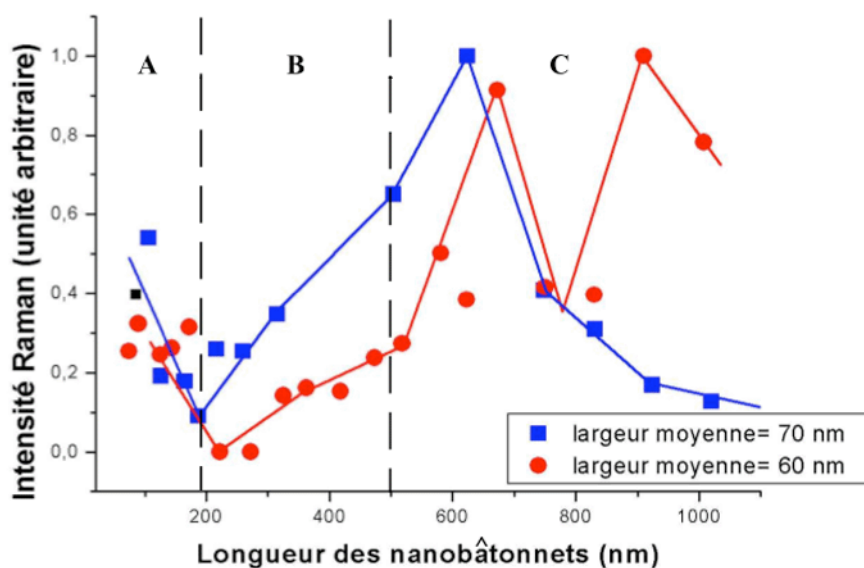 A
B
C
1,0
0,8
0,6
0,4
0,2
0,0
Intensité Raman (unité arbitraire)
200
400
600
800
1000
Longueur des nanobâtonnets (nm)
largeur moyenne= 70 nm
largeur moyenne= 60 nm